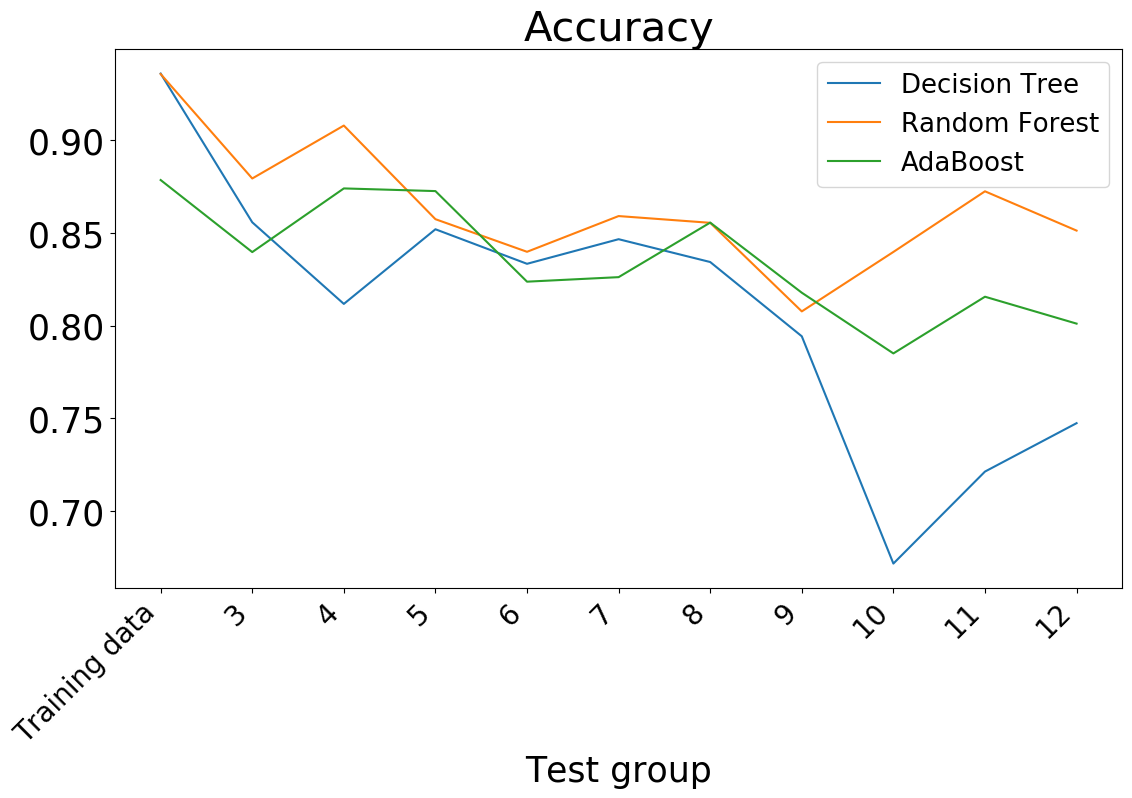 Accuracy
Decision Tree
Random Forest
AdaBoost
0.90
0.85
0.80
0.75
0.70
Training data
3
4
5
6
7
8
9
10
11
12
Test group